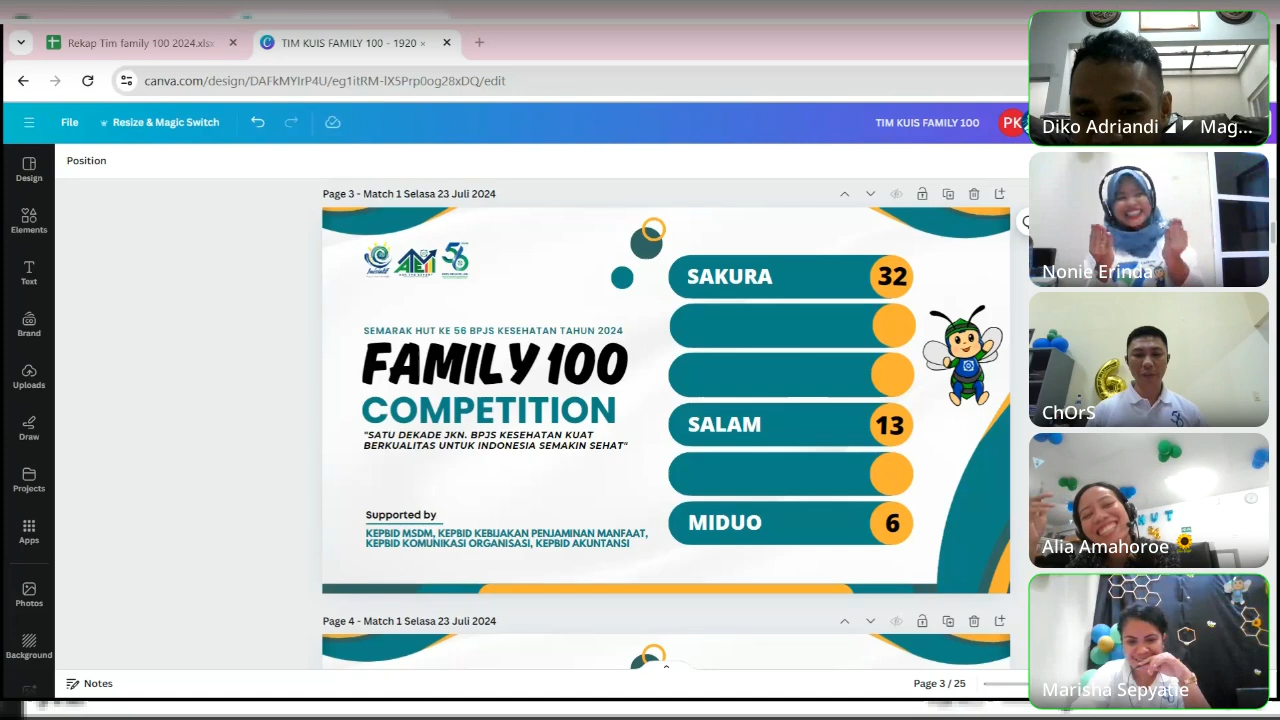 Rekap Tim family 100 2024.xls
TIM KUIS FAMILY 100 - 1920 ×
canva.com/design/DAFkMYIrP4U/eg1itRM-lX5Prp0og28xDQ/edit
File
Resize & Magic Switch
TIM KUIS FAMILY 100
PK
Position
Design
Elements
Text
Brand
Uploads
Draw
Projects
Apps
Photos
Background
Page 3 - Match 1 Selasa 23 Juli 2024
56
SEMARAK HUT KE 56 BPJS KESEHATAN TAHUN 2024
FAMILY 100
COMPETITION
"SATU DEKADE JKN. BPJS KESEHATAN KUAT
BERKUALITAS UNTUK INDONESIA SEMAKIN SEHAT"
Supported by
KEPBID MSDM, KEPBID KEBIJAKAN PENJAMINAN MANFAAT,
KEPBID KOMUNIKASI ORGANISASI, KEPBID AKUNTANSI
SAKURA 32
SALAM 13
MIDUO 6
Page 4 - Match 1 Selasa 23 Juli 2024
Notes
Page 3 / 25
Diko Adriandi Mag...
Nonie Erinda
ChOrS
Alia Amahoroe
Marisha Sepyatie